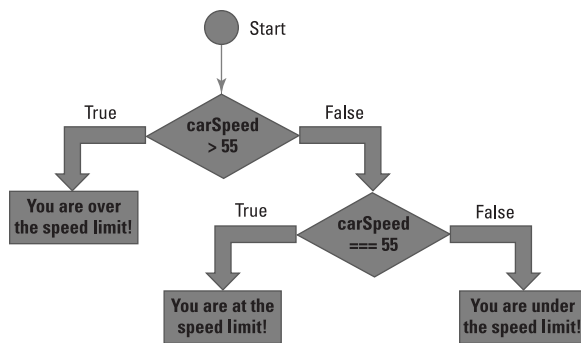 Start
True
carSpeed
> 55
False
You are over
the speed limit!
True
carSpeed
=== 55
False
You are at the
speed limit!
You are under
the speed limit!